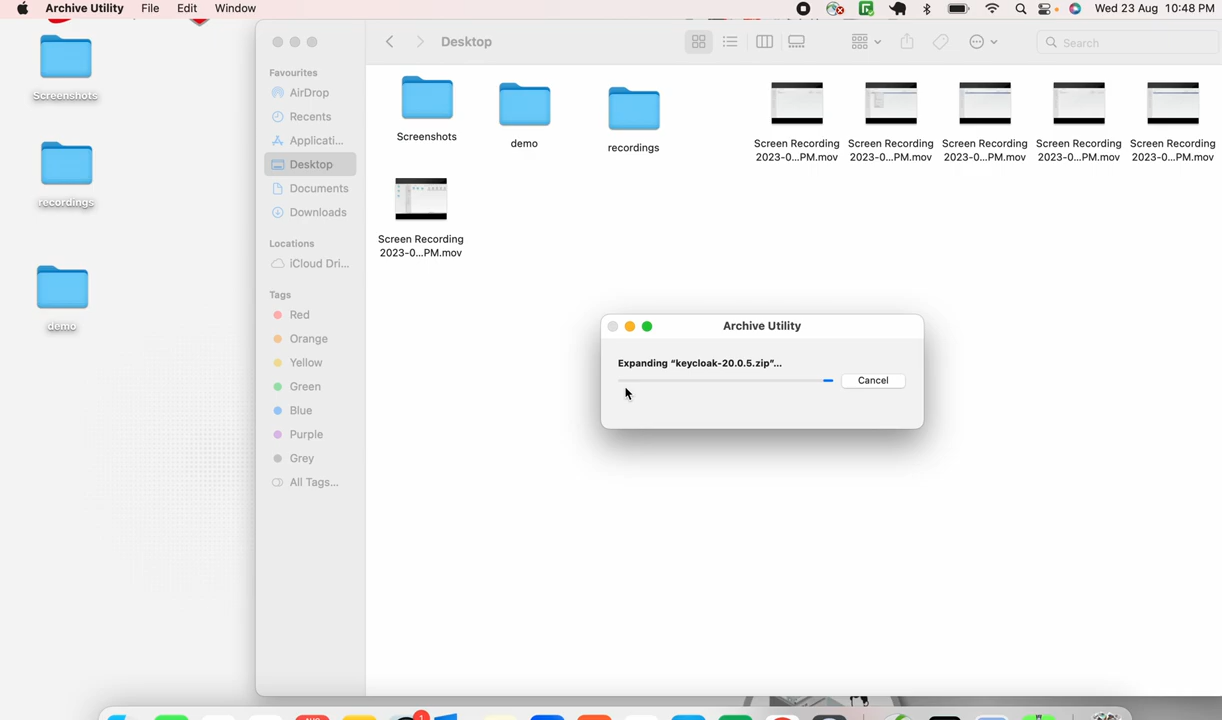 Archive Utility File Edit Window
Wed 23 Aug 10:48 PM
Screenshots
recordings
demo
Desktop
Search
Favourites
AirDrop
Recents
Applicati...
Desktop
Documents
Downloads
Locations
iCloud Dri...
Tags
Red
Orange
Yellow
Green
Blue
Purple
Grey
All Tags...
Screenshots
demo
recordings
Screen Recording
2023-0...PM.mov
Screen Recording
2023-0...PM.mov
Screen Recording
2023-0...PM.mov
Screen Recording
2023-0...PM.mov
Screen Recording
2023-0...PM.mov
Screen Recording
2023-0...PM.mov
Archive Utility
Expanding “keycloak-20.0.5.zip”...
Cancel
AUG
1